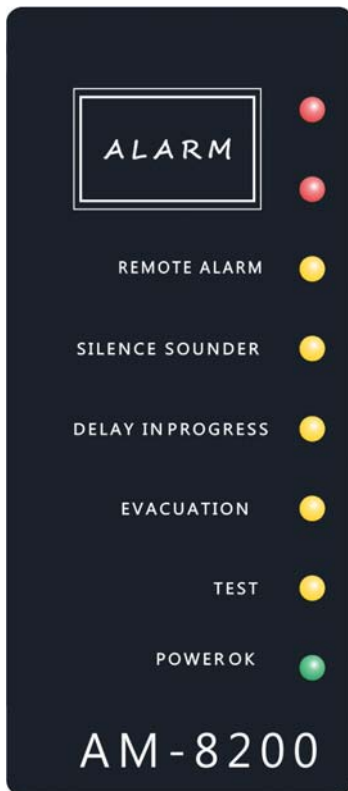 ALARM
REMOTE ALARM
SILENCE SOUNDER
DELAY INPROGRESS
EVACUATION
TEST
POWEROK
AM-8200